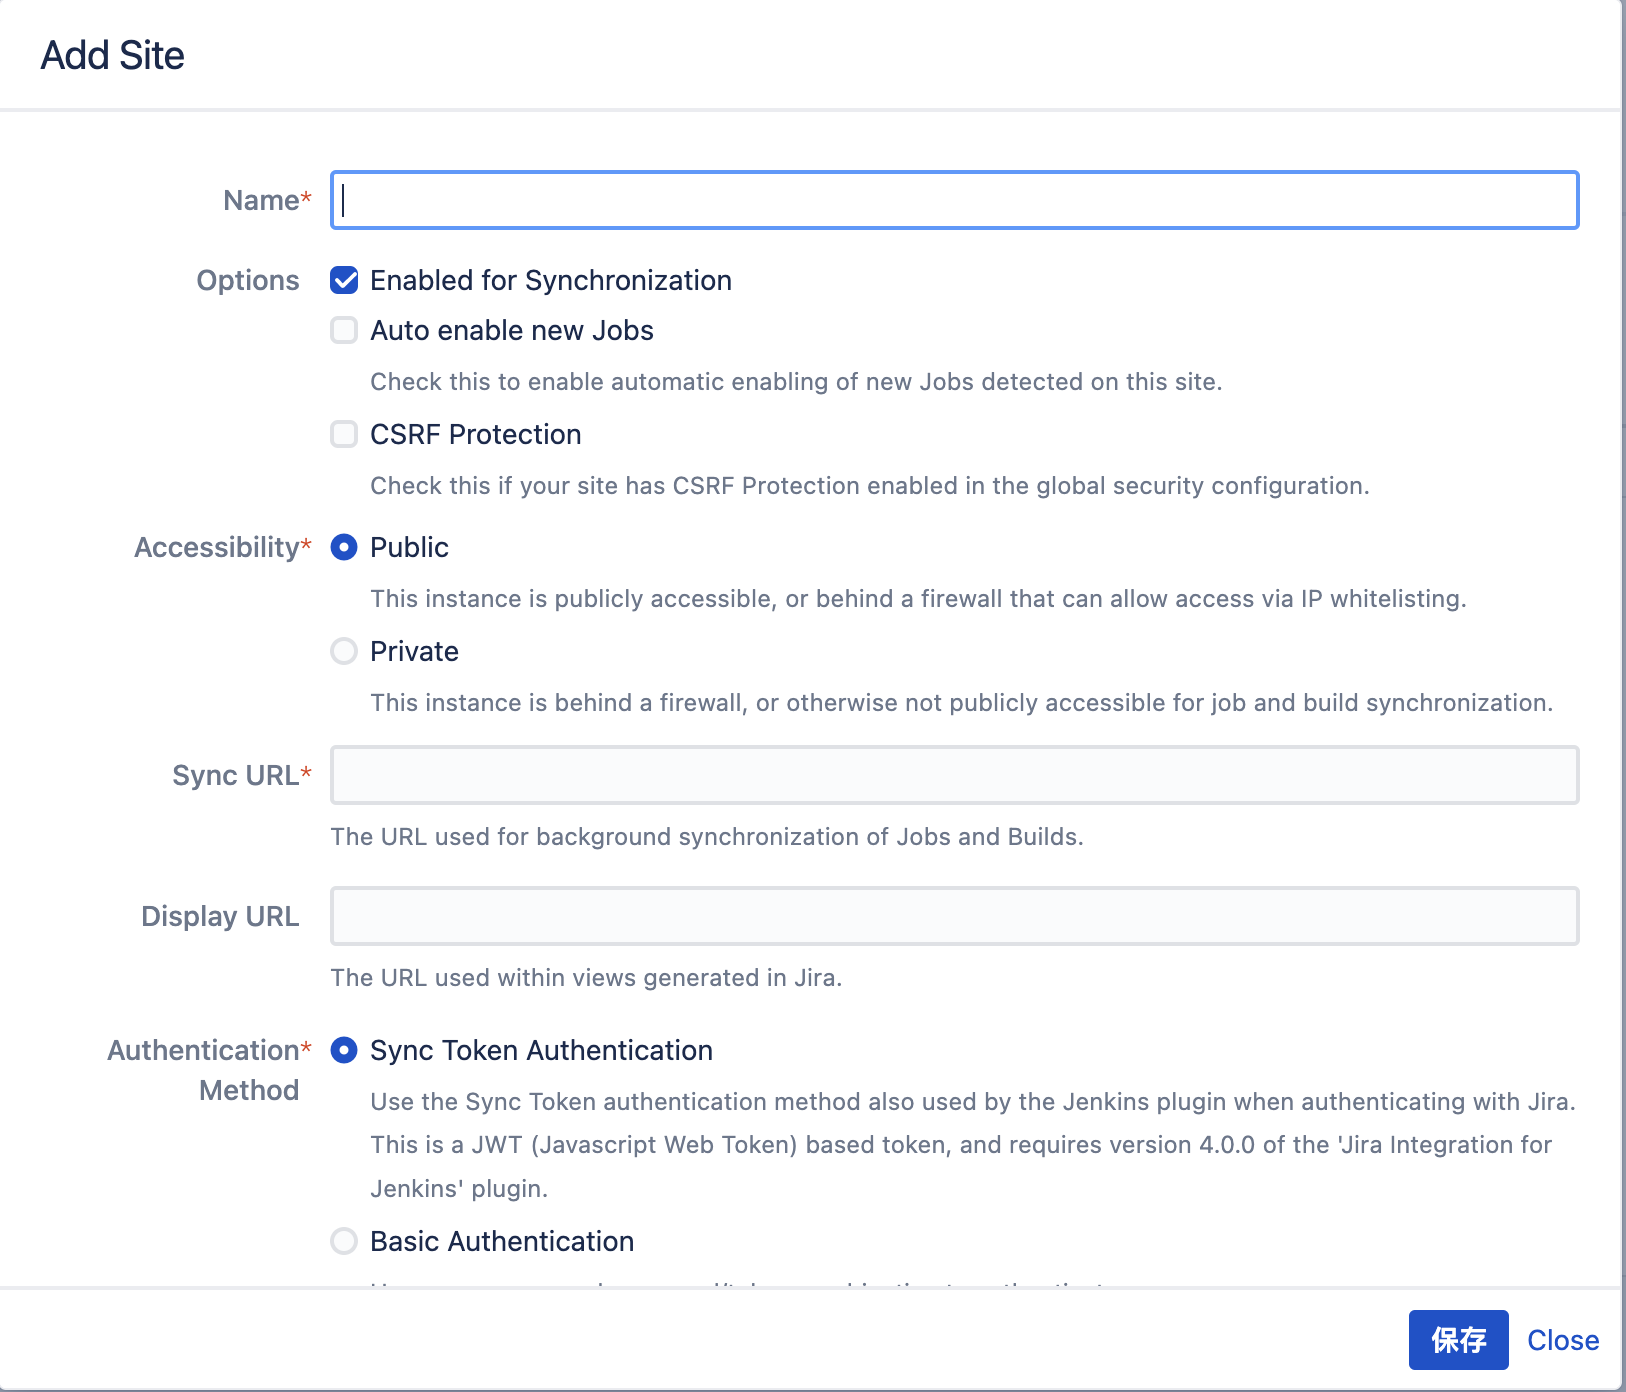 Add Site
Name*
Options
Enabled for Synchronization
Auto enable new Jobs
Check this to enable automatic enabling of new Jobs detected on this site.
CSRF Protection
Check this if your site has CSRF Protection enabled in the global security configuration.
Accessibility*
Public
This instance is publicly accessible, or behind a firewall that can allow access via IP whitelisting.
Private
This instance is behind a firewall, or otherwise not publicly accessible for job and build synchronization.
Sync URL*
The URL used for background synchronization of Jobs and Builds.
Display URL
The URL used within views generated in Jira.
Authentication*
Method
Sync Token Authentication
Use the Sync Token authentication method also used by the Jenkins plugin when authenticating with Jira.
This is a JWT (Javascript Web Token) based token, and requires version 4.0.0 of the 'Jira Integration for
Jenkins' plugin.
Basic Authentication
保存
Close